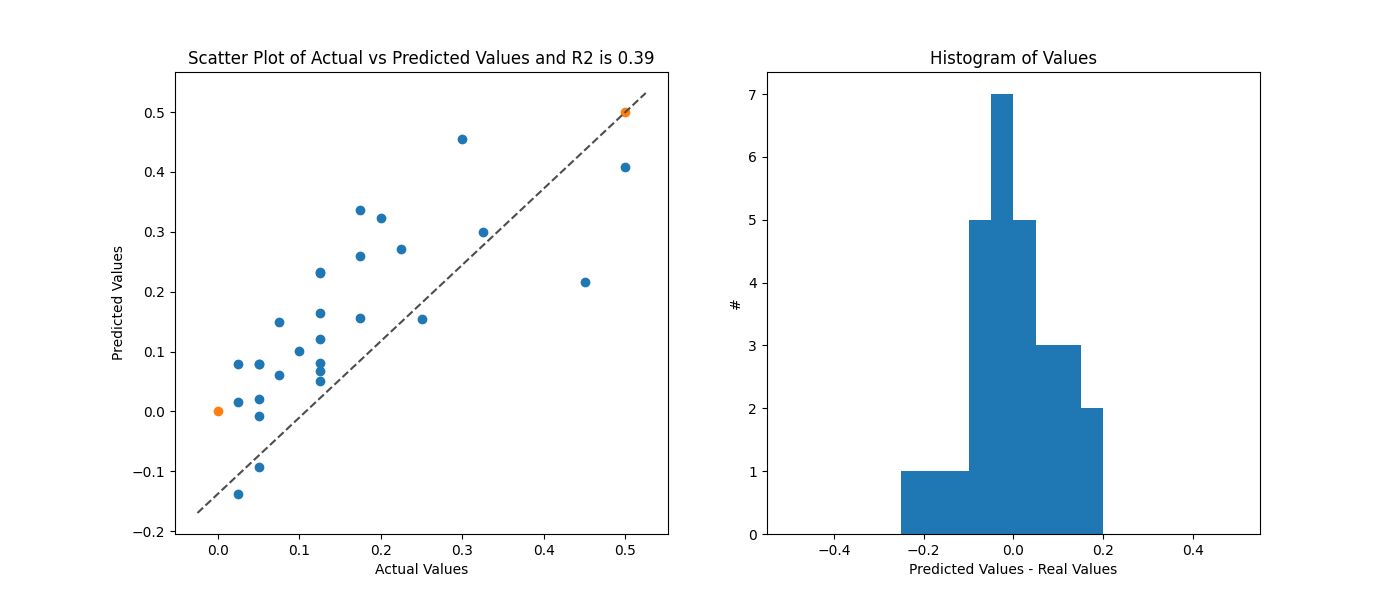 Scatter Plot of Actual vs Predicted Values and R2 is 0.39
0.5
0.4
0.3
0.2
0.1
0.0
−0.1
−0.2
Predicted Values
0.0 0.1 0.2 0.3 0.4 0.5
Actual Values
Histogram of Values
7
6
5
4
3
2
1
0
#
−0.4 −0.2 0.0 0.2 0.4
Predicted Values - Real Values